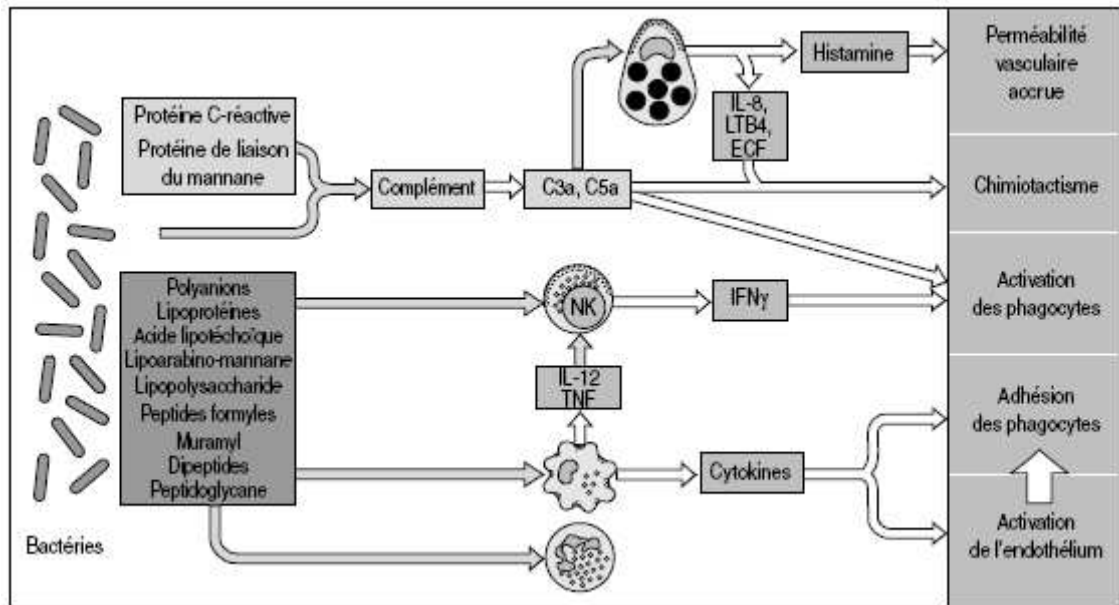 Protéine C-réactive
Protéine de liaison
du mannane
Complément
C3a, C5a
Histamine
IL-8,
LTB4,
ECF
Perméabilité
vasculaire
accrue
Chimiotactisme
Polyanions
Lipoprotéines
Acide lipotéchoïque
Lipoarabino-mannane
Lipopolysaccharide
Peptides formyles
Muramyl
Dipeptides
Peptidoglycane
NK
IFNγ
Activation
des phagocytes
IL-12
TNF
Cytokines
Adhésion
des phagocytes
Activation
de l'endothélium
Bactéries